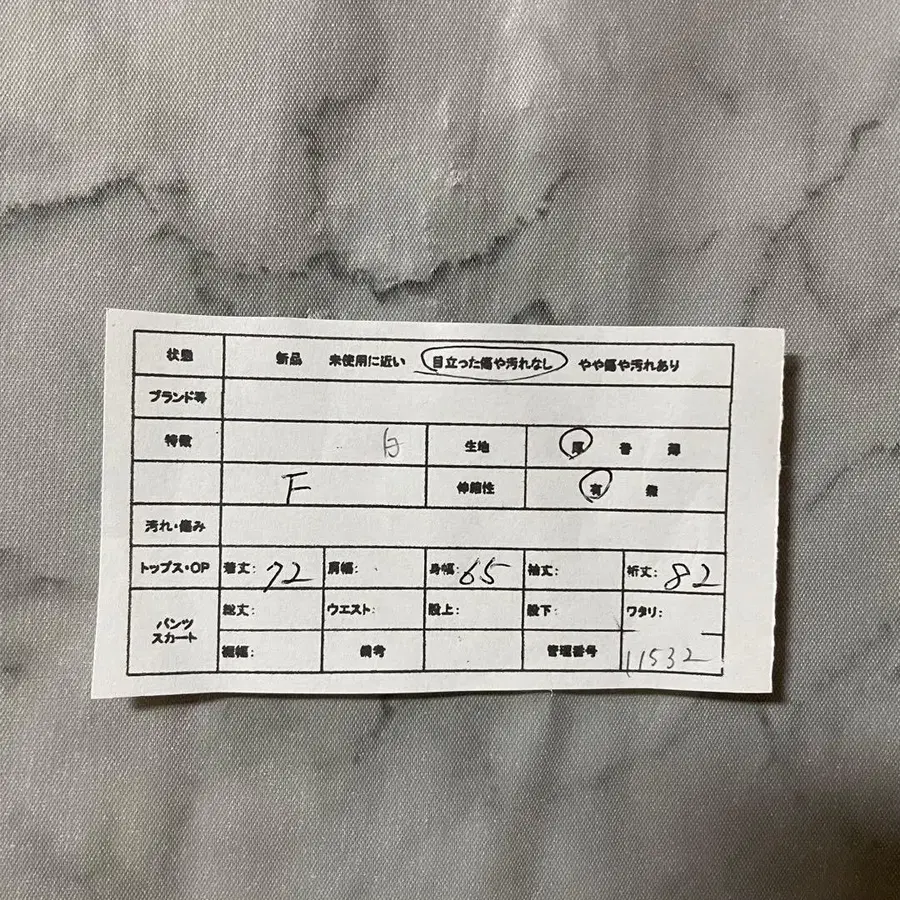 状態 新品 未使用に近い 目立った傷や汚れなし やや傷や汚れあり
ブランド等
特徴 白 生地 厚 普 薄
F 伸縮性 有 無
汚れ・傷み
トップス・OP 着丈:72 肩幅: 身幅:65 袖丈: 裄丈:82
パンツ スカート 総丈: ウエスト: 股上: 股下: ワタリ:
裾幅: 備考 管理番号 11532